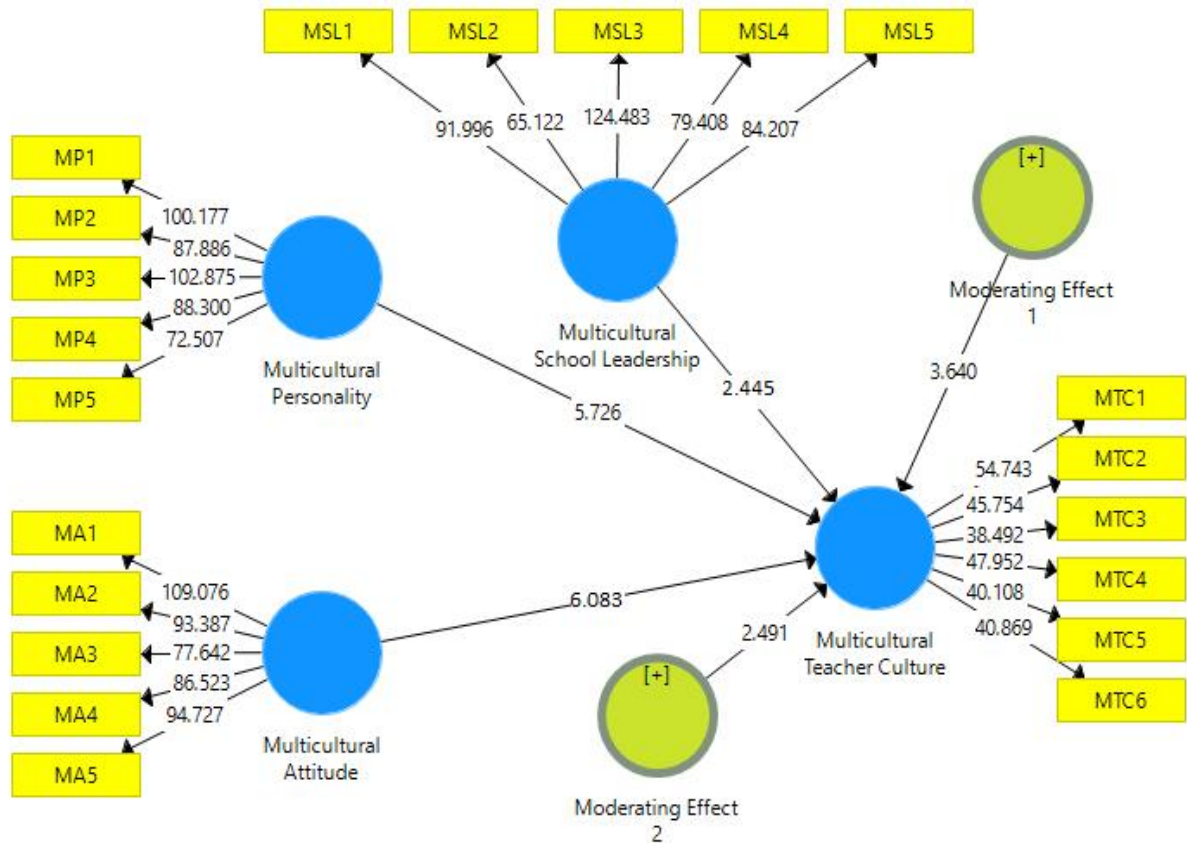 MSL1
MSL2
MSL3
MSL4
MSL5
91.996
65.122
124.483
79.408
84.207
MP1
MP2
MP3
MP4
MP5
100.177
87.886
102.875
88.300
72.507
Multicultural
Personality
Multicultural
School Leadership
[+]
Moderating Effect
1
5.726
2.445
3.640
MA1
MA2
MA3
MA4
MA5
109.076
93.387
77.642
86.523
94.727
Multicultural
Attitude
6.083
2.491
[+]
Moderating Effect
2
Multicultural
Teacher Culture
54.743
45.754
38.492
47.952
40.108
40.869
MTC1
MTC2
MTC3
MTC4
MTC5
MTC6